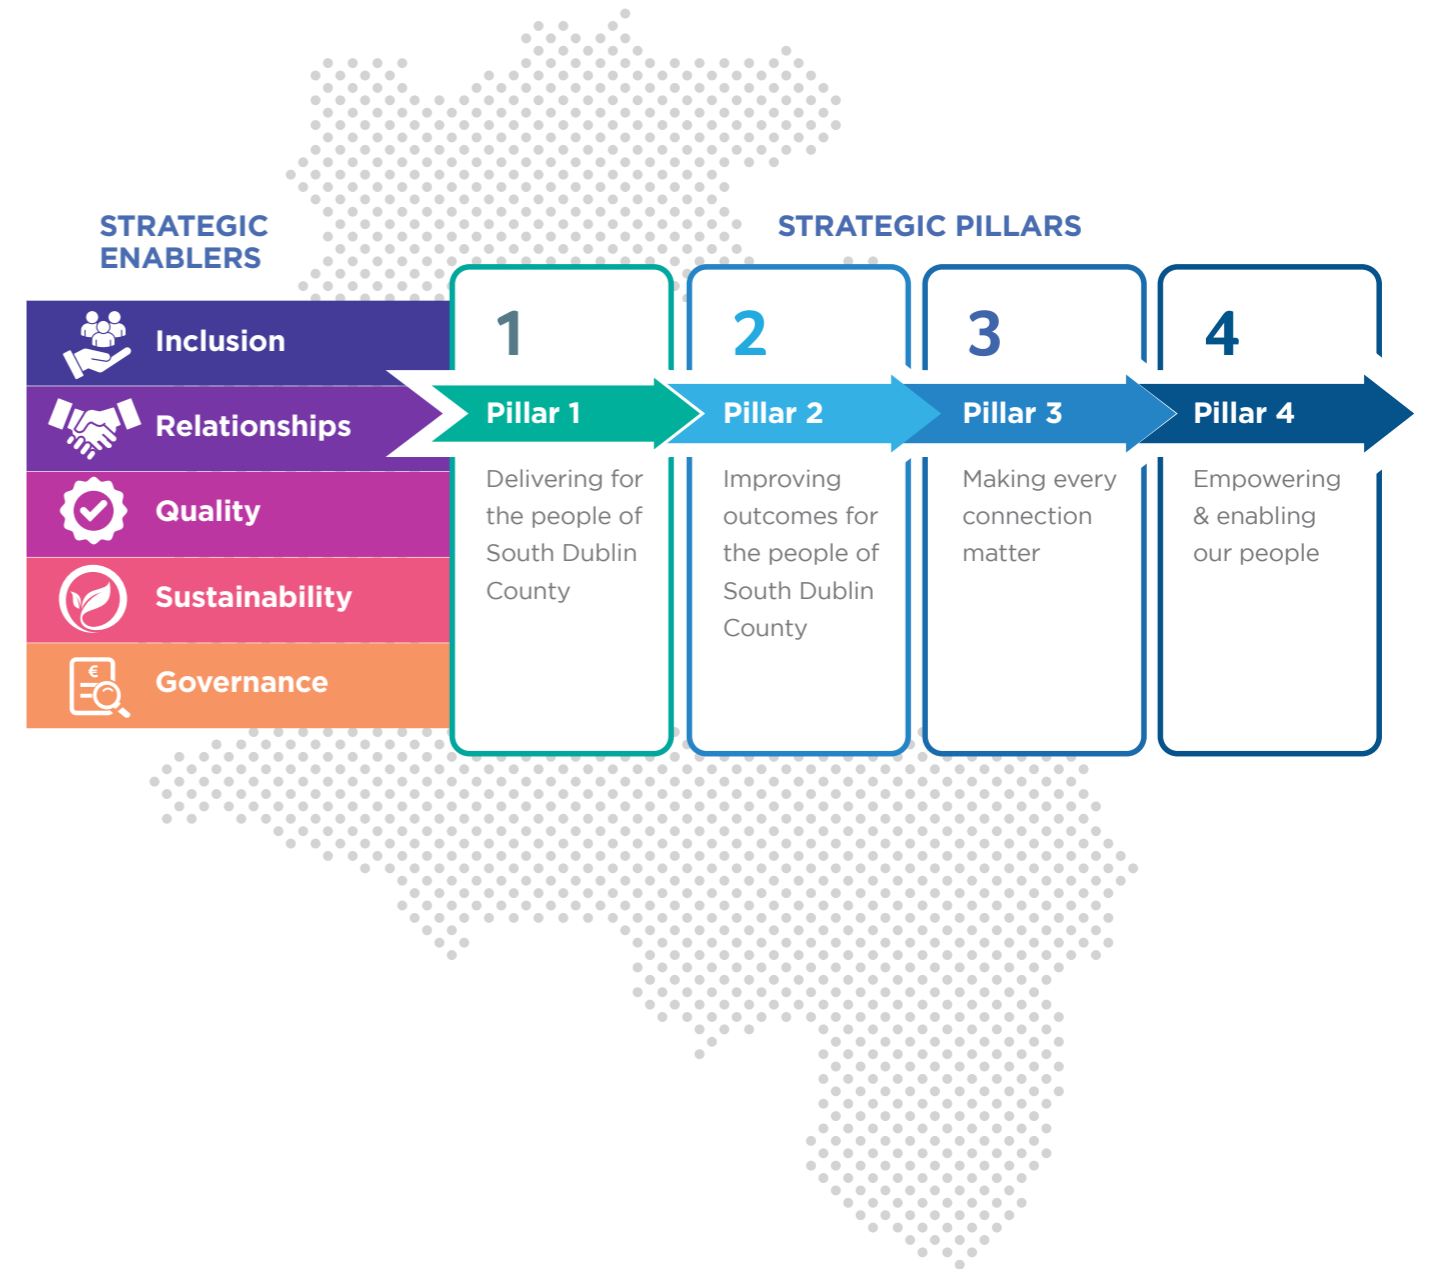 STRATEGIC
ENABLERS
Inclusion
Relationships
Quality
Sustainability
€
Governance
STRATEGIC PILLARS
1
Pillar 1
Delivering for
the people of
South Dublin
County
2
Pillar 2
Improving
outcomes for
the people of
South Dublin
County
3
Pillar 3
Making every
connection
matter
4
Pillar 4
Empowering
& enabling
our people